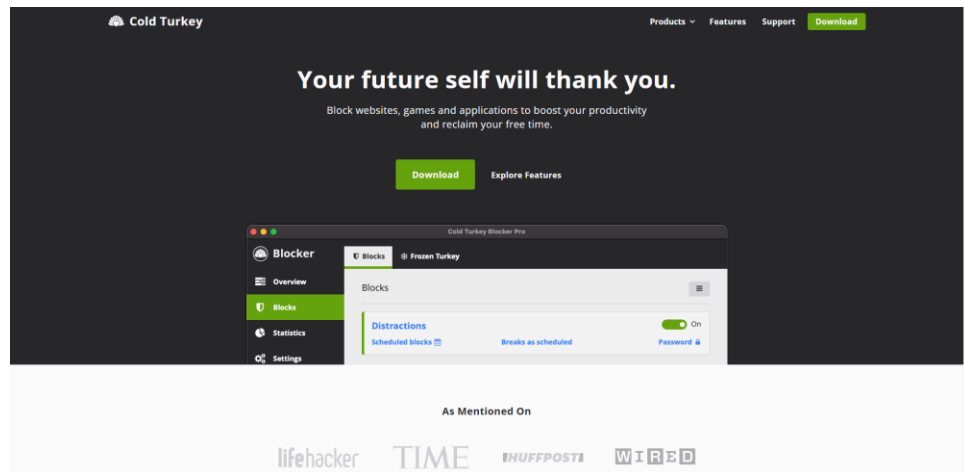 Cold Turkey
Products
Features
Support
Download
Your future self will thank you.
Block websites, games and applications to boost your productivity
and reclaim your free time.
Download
Explore Features
Cold Turkey Blocker Pro
Blocker
Blocks
Frozen Turkey
Overview
Blocks
Blocks
Distractions
On
Scheduled blocks
Breaks as scheduled
Password
Statistics
Settings
As Mentioned On
lifehacker
TIME
HUFFPOST
WIRED